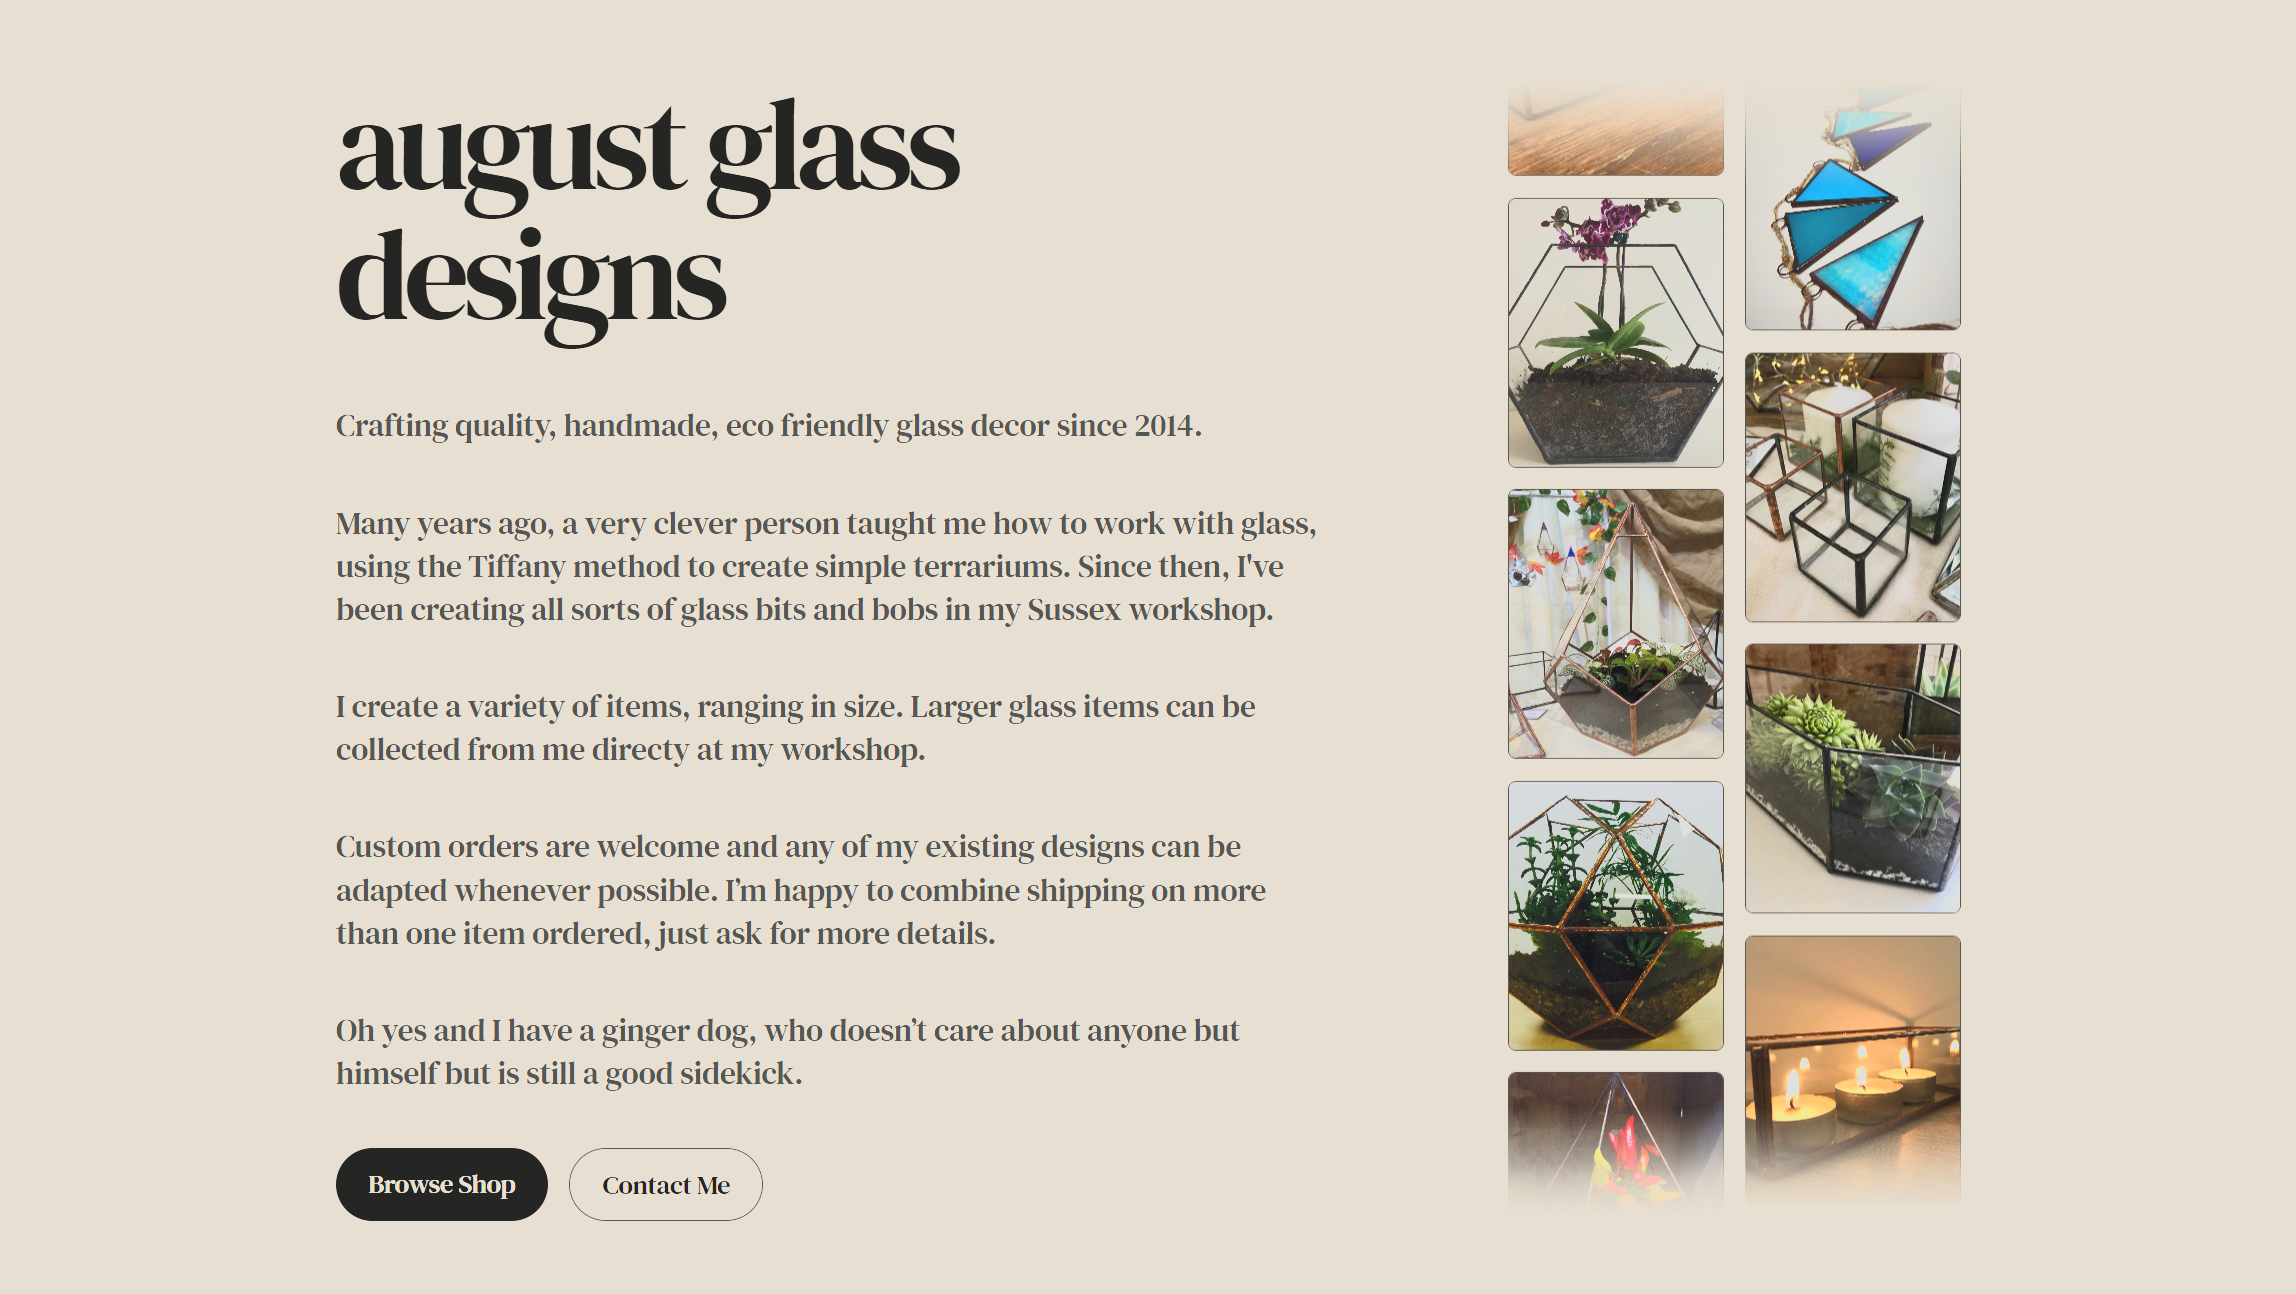 august glass
designs
Crafting quality, handmade, eco friendly glass decor since 2014.
Many years ago, a very clever person taught me how to work with glass,
using the Tiffany method to create simple terrariums. Since then, I've
been creating all sorts of glass bits and bobs in my Sussex workshop.
I create a variety of items, ranging in size. Larger glass items can be
collected from me directy at my workshop.
Custom orders are welcome and any of my existing designs can be
adapted whenever possible. I’m happy to combine shipping on more
than one item ordered, just ask for more details.
Oh yes and I have a ginger dog, who doesn’t care about anyone but
himself but is still a good sidekick.
Browse Shop
Contact Me